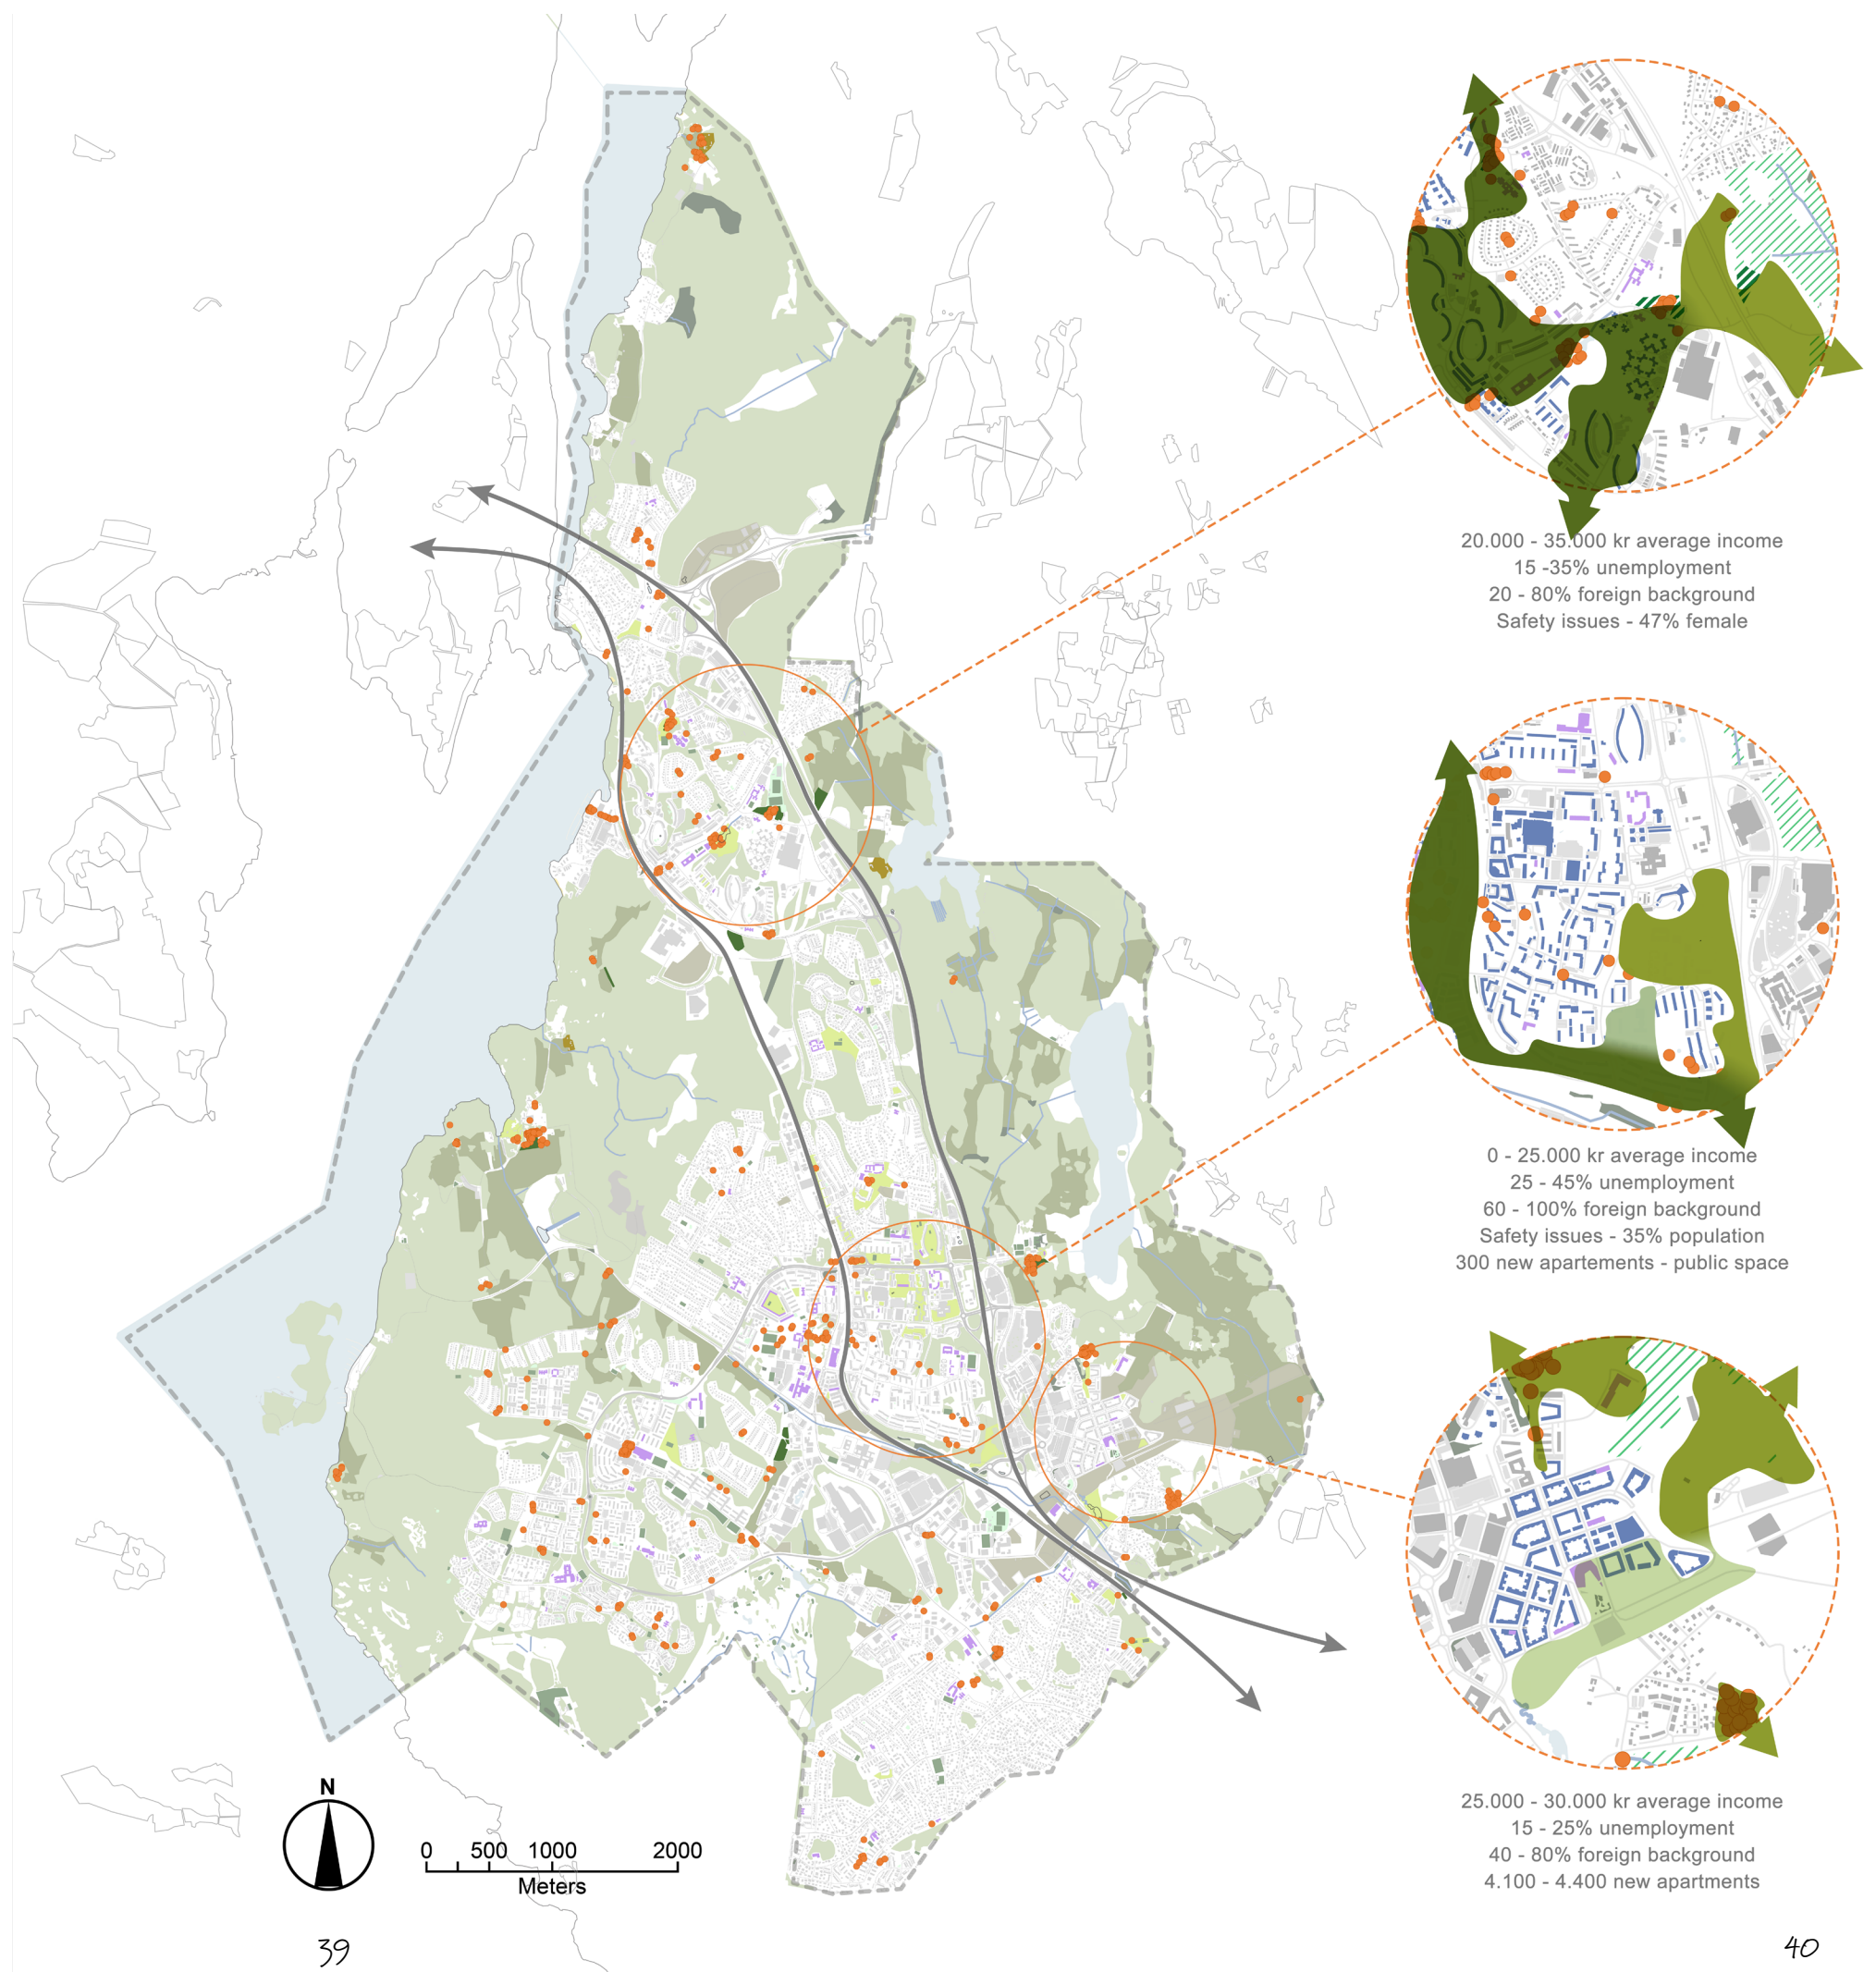 20.000 - 35.000 kr average income
15 -35% unemployment
20 - 80% foreign background
Safety issues - 47% female
0 - 25.000 kr average income
25 - 45% unemployment
60 - 100% foreign background
Safety issues - 35% population
300 new apartements - public space
25.000 - 30.000 kr average income
15 - 25% unemployment
40 - 80% foreign background
4.100 - 4.400 new apartments
N
0 500 1000 2000
Meters
39
40